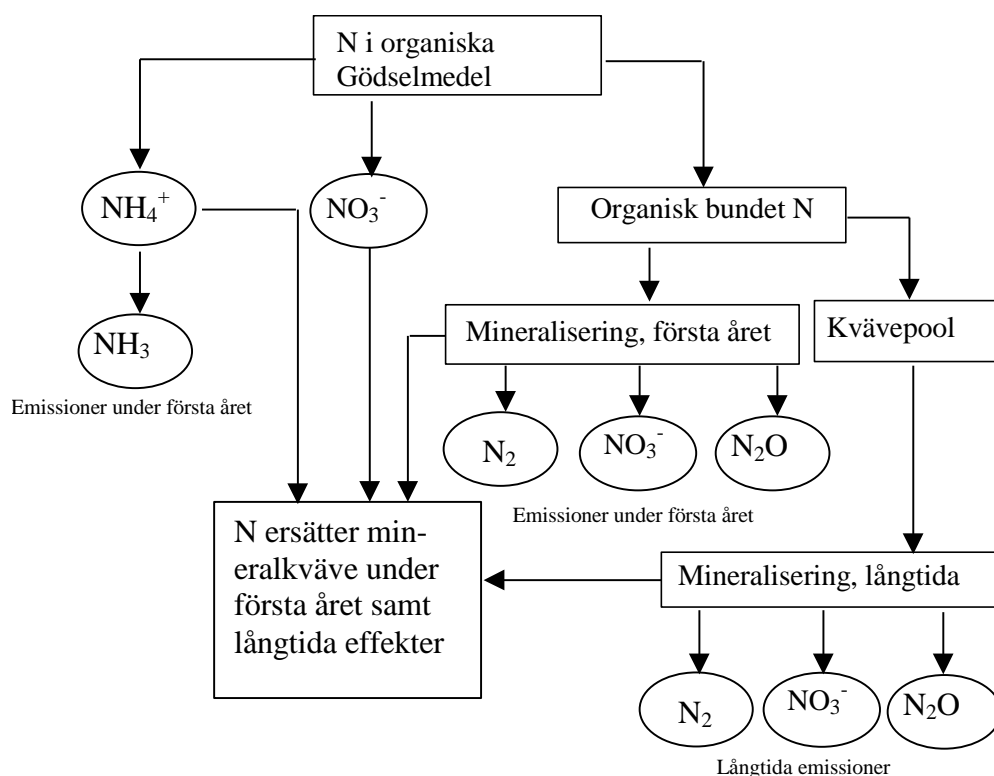 N i organiska
Gödselmedel
NH₄⁺
NO₃⁻
Organisk bundet N
NH₃
Mineralisering, första året
Kvävepool
Emissioner under första året
N₂
NO₃⁻
N₂O
Emissioner under första året
N ersätter min-
eralkväve under
första året samt
långtida effekter
Mineralisering, långtida
N₂
NO₃⁻
N₂O
Långtida emissioner